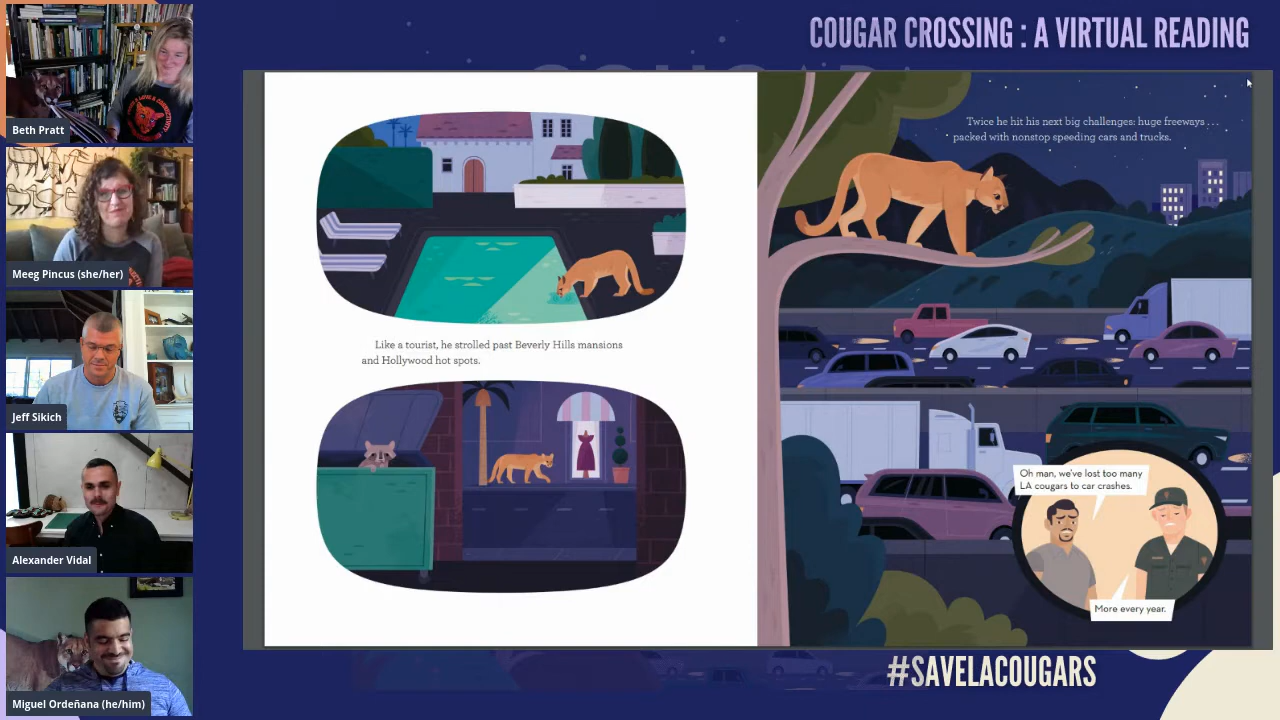 COUGAR CROSSING : A VIRTUAL READING
Beth Pratt
Meeg Pincus (she/her)
Jeff Sikich
Alexander Vidal
Miguel Ordeñana (he/him)
Like a tourist, he strolled past Beverly Hills mansions
and Hollywood hot spots.
Twice he hit his next big challenges: huge freeways . . .
packed with nonstop speeding cars and trucks.
Oh man, we've lost too many
LA cougars to car crashes.
More every year.
#SAVELACOUGARS